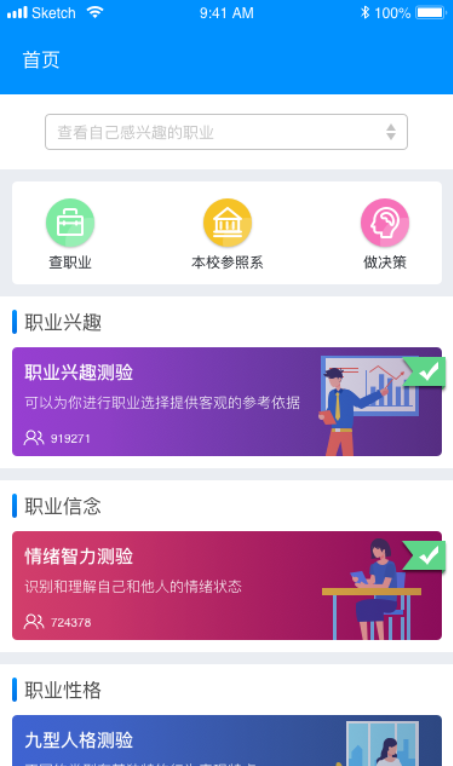 Sketch 9:41 AM 100%
首页
查看自己感兴趣的职业
查职业 本校参照系 做决策
职业兴趣
职业兴趣测验
可以为你进行职业选择提供客观的参考依据
919271
职业信念
情绪智力测验
识别和理解自己和他人的情绪状态
724378
职业性格
九型人格测验